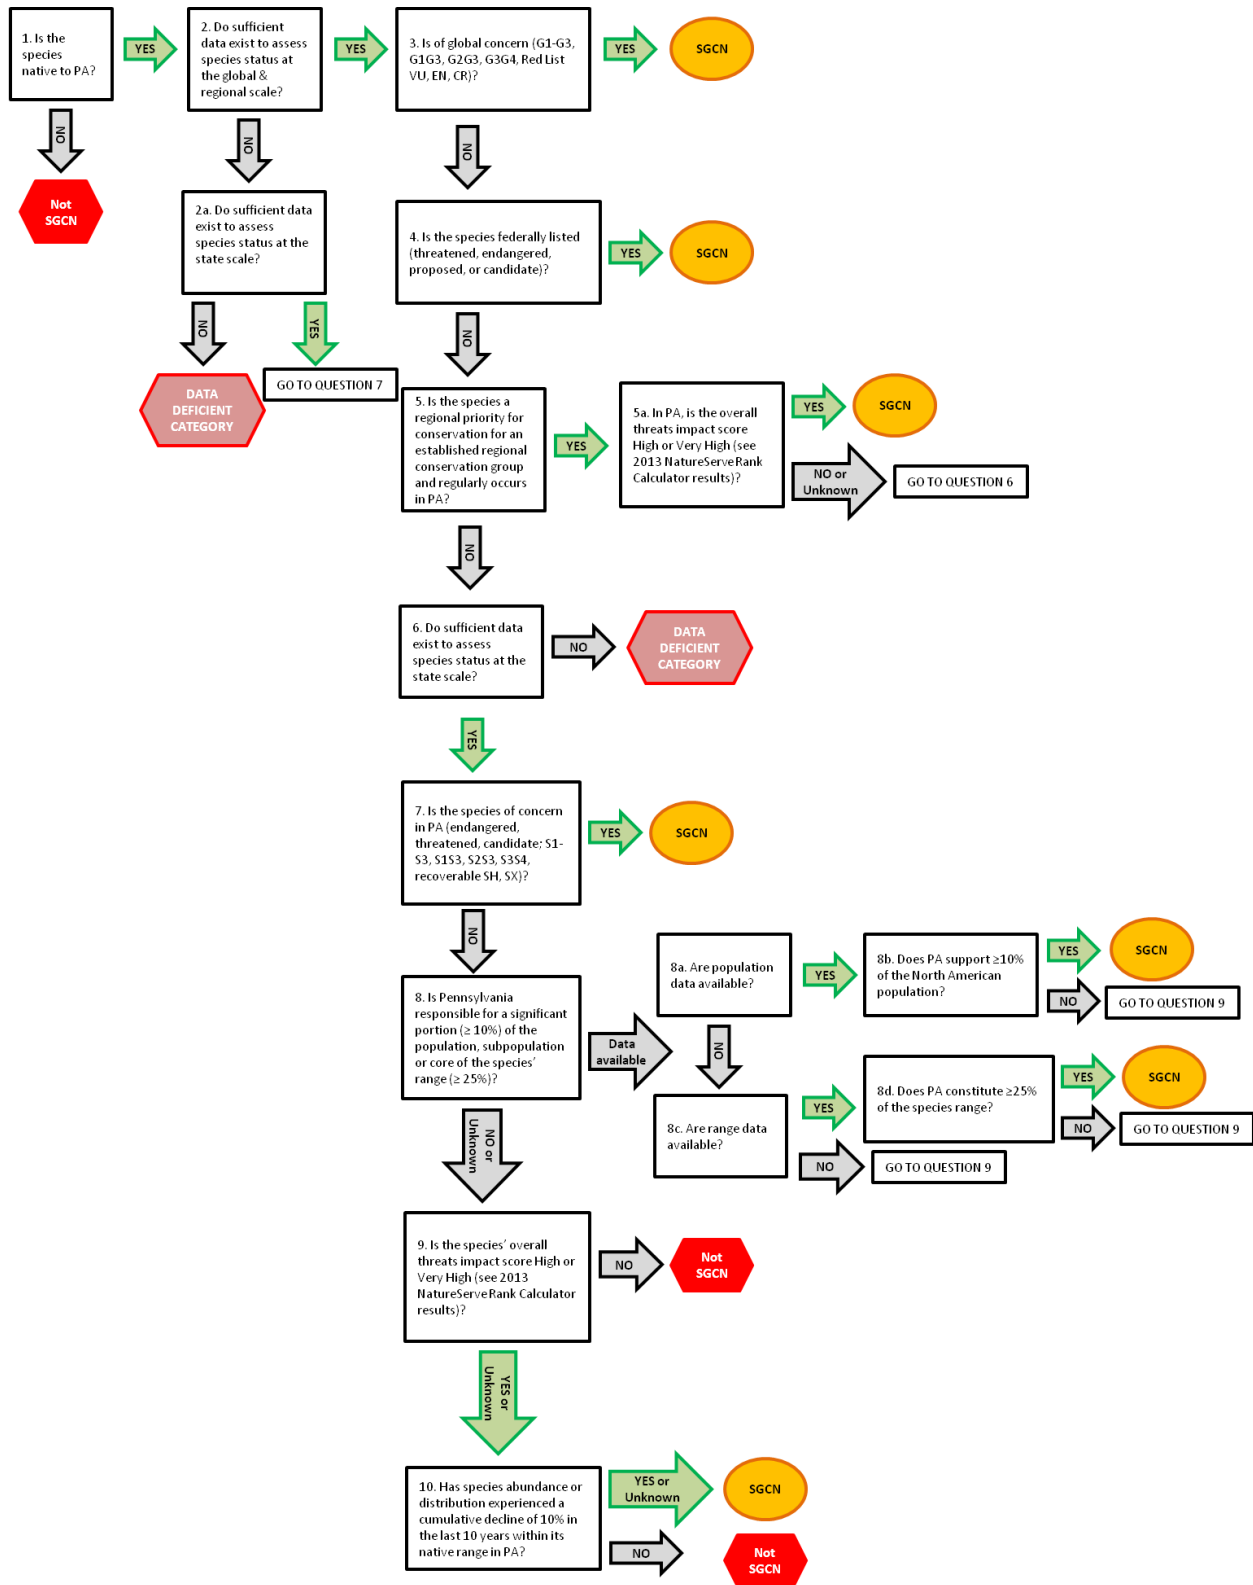 1. Is the
species
native to PA?
YES
2. Do sufficient
data exist to assess
species status at
the global &
regional scale?
YES
3. Is of global concern (G1-G3,
G1G3, G2G3, G3G4, Red List
VU, EN, CR)?
YES
SGCN
NO
NO
NO
Not
SGCN
2a. Do sufficient data
exist to assess
species status at the
state scale?
4. Is the species federally listed
(threatened, endangered,
proposed, or candidate)?
YES
SGCN
NO
YES
NO
DATA
DEFICIENT
CATEGORY
GO TO QUESTION 7
5. Is the species a
regional priority for
conservation for an
established regional
conservation group
and regularly occurs
in PA?
YES
5a. In PA, is the overall
threats impact score
High or Very High (see
2013 NatureServe Rank
Calculator results)?
YES
SGCN
NO or
Unknown
GO TO QUESTION 6
NO
6. Do sufficient data
exist to assess
species status at the
state scale?
NO
DATA
DEFICIENT
CATEGORY
YES
7. Is the species of concern
in PA (endangered,
threatened, candidate; S1-
S3, S1S3, S2S3, S3S4,
recoverable SH, SX)?
YES
SGCN
NO
8. Is Pennsylvania
responsible for a significant
portion (≥ 10%) of the
population, subpopulation
or core of the species'
range (≥ 25%)?
Data
available
8a. Are population
data available?
YES
8b. Does PA support ≥10%
of the North American
population?
YES
SGCN
NO
GO TO QUESTION 9
NO
8c. Are range data
available?
YES
8d. Does PA constitute ≥25%
of the species range?
YES
SGCN
NO
GO TO QUESTION 9
NO
GO TO QUESTION 9
NO or
Unknown
9. Is the species' overall
threats impact score High or
Very High (see 2013
NatureServe Rank Calculator
results)?
NO
Not
SGCN
YES or
Unknown
10. Has species abundance or
distribution experienced a
cumulative decline of 10% in
the last 10 years within its
native range in PA?
YES or
Unknown
SGCN
NO
Not
SGCN